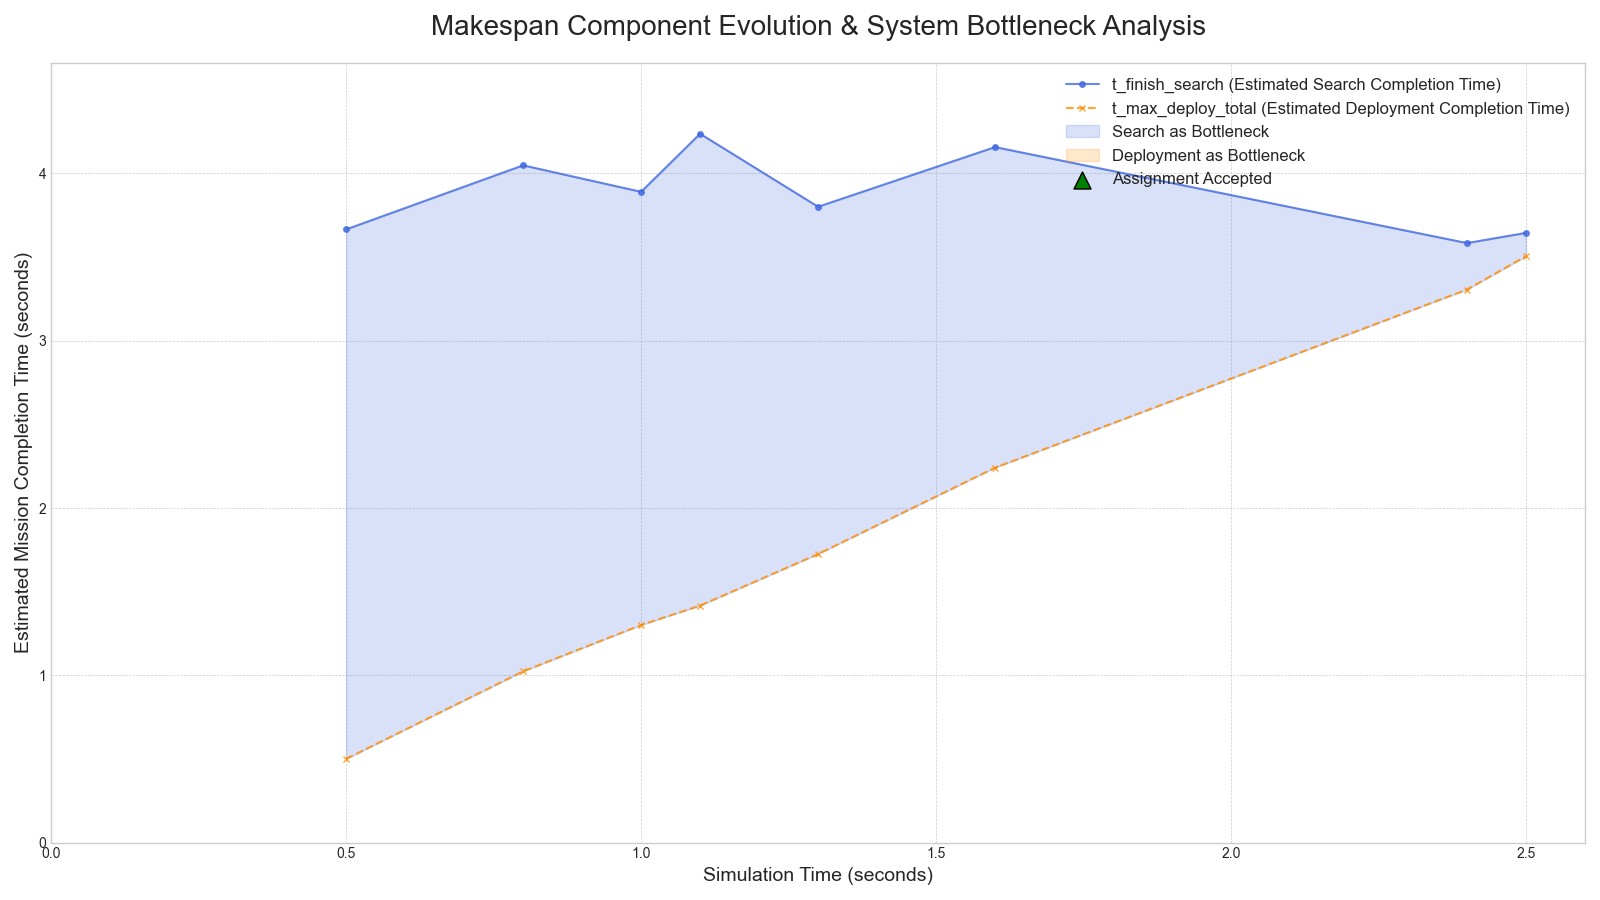 Makespan Component Evolution & System Bottleneck Analysis
t_finish_search (Estimated Search Completion Time)
t_max_deploy_total (Estimated Deployment Completion Time)
Search as Bottleneck
Deployment as Bottleneck
Assignment Accepted
Estimated Mission Completion Time (seconds)
4
3
2
1
0
0.0 0.5 1.0 1.5 2.0 2.5
Simulation Time (seconds)